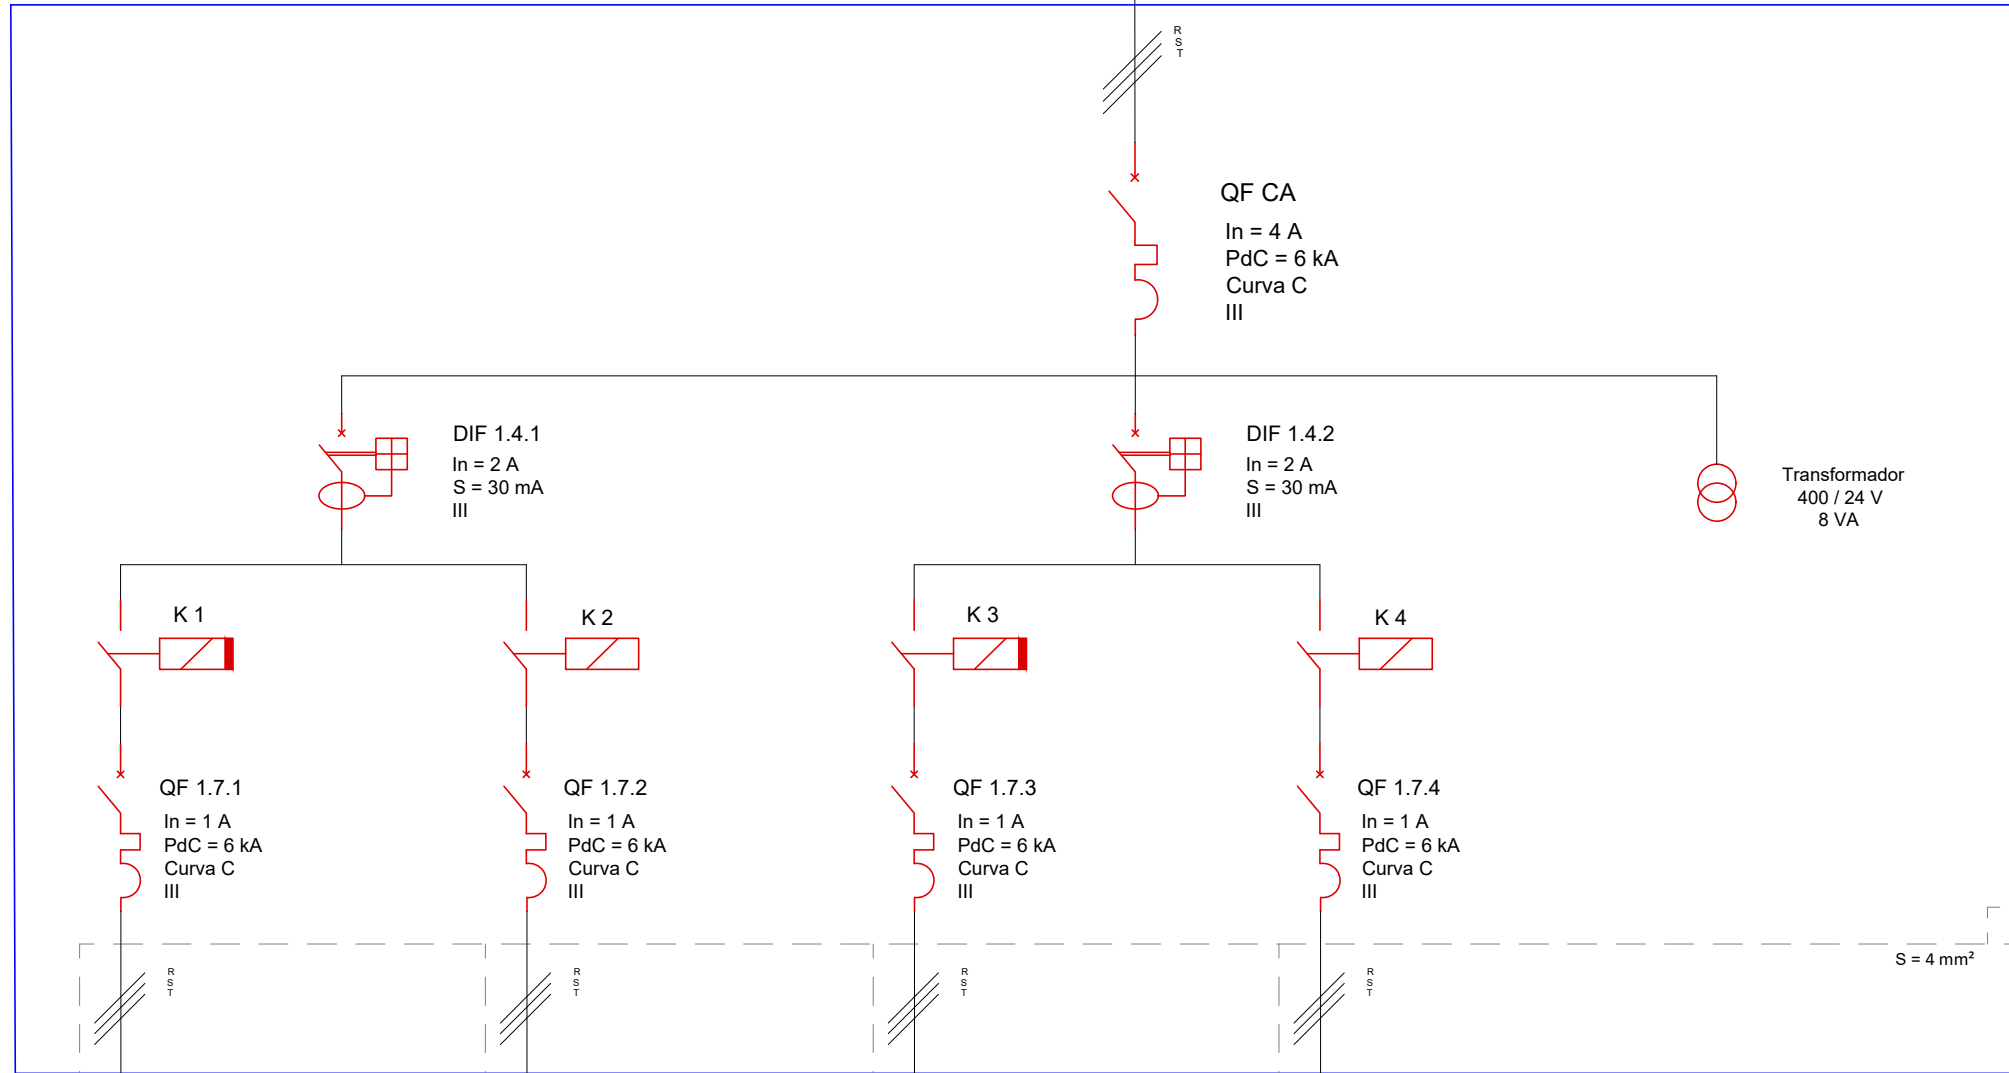 R
S
T
QF CA
In = 4 A
PdC = 6 kA
Curva C
III
DIF 1.4.1
In = 2 A
S = 30 mA
III
DIF 1.4.2
In = 2 A
S = 30 mA
III
Transformador
400 / 24 V
8 VA
K 1
K 2
K 3
K 4
QF 1.7.1
In = 1 A
PdC = 6 kA
Curva C
III
QF 1.7.2
In = 1 A
PdC = 6 kA
Curva C
III
QF 1.7.3
In = 1 A
PdC = 6 kA
Curva C
III
QF 1.7.4
In = 1 A
PdC = 6 kA
Curva C
III
S = 4 mm²
R
S
T
R
S
T
R
S
T
R
S
T